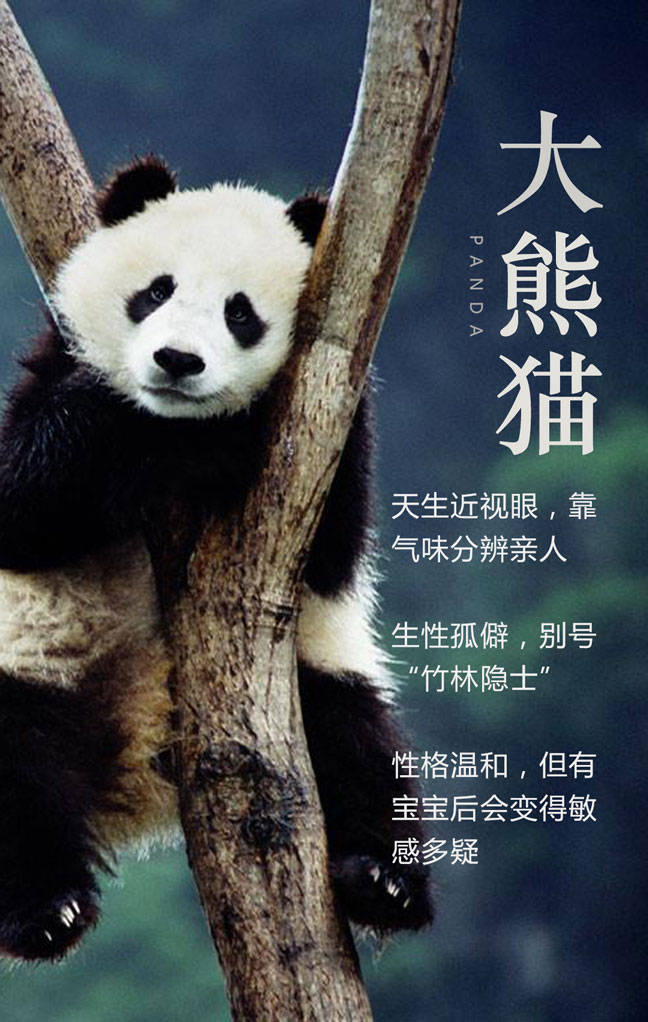 大熊猫
PANDA
天生近视眼，靠
气味分辨亲人
生性孤僻，别号
“竹林隐士”
性格温和，但有
宝宝后会变得敏
感多疑